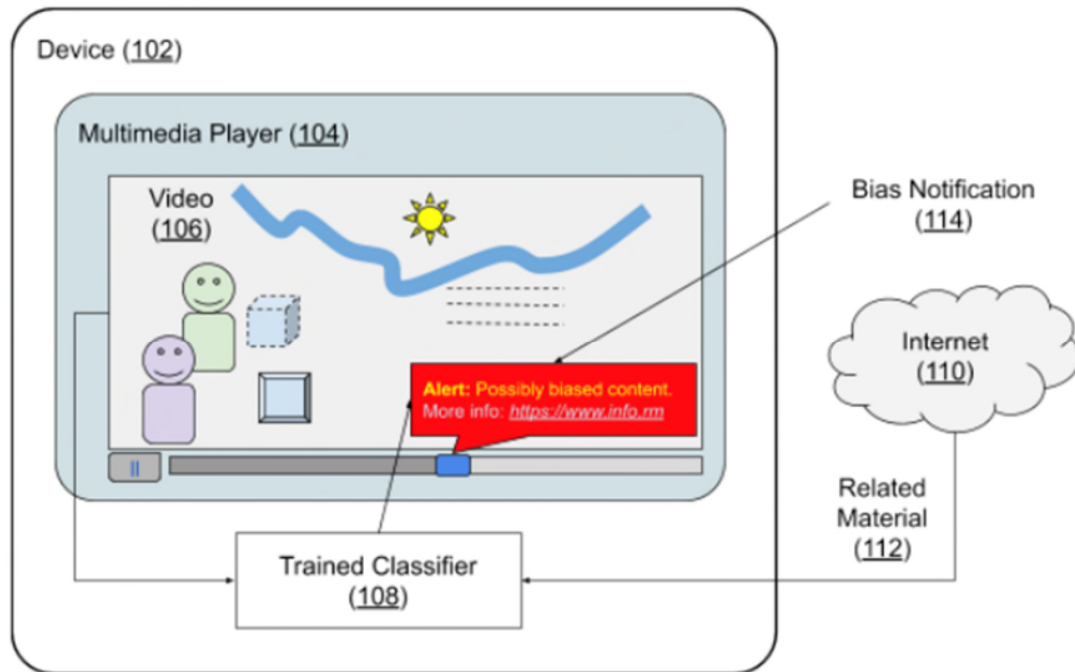 Device (102)
Multimedia Player (104)
Video
(106)
Bias Notification
(114)
Internet
(110)
Alert: Possibly biased content.
More info: https://www.info.rm
Related
Material
(112)
Trained Classifier
(108)